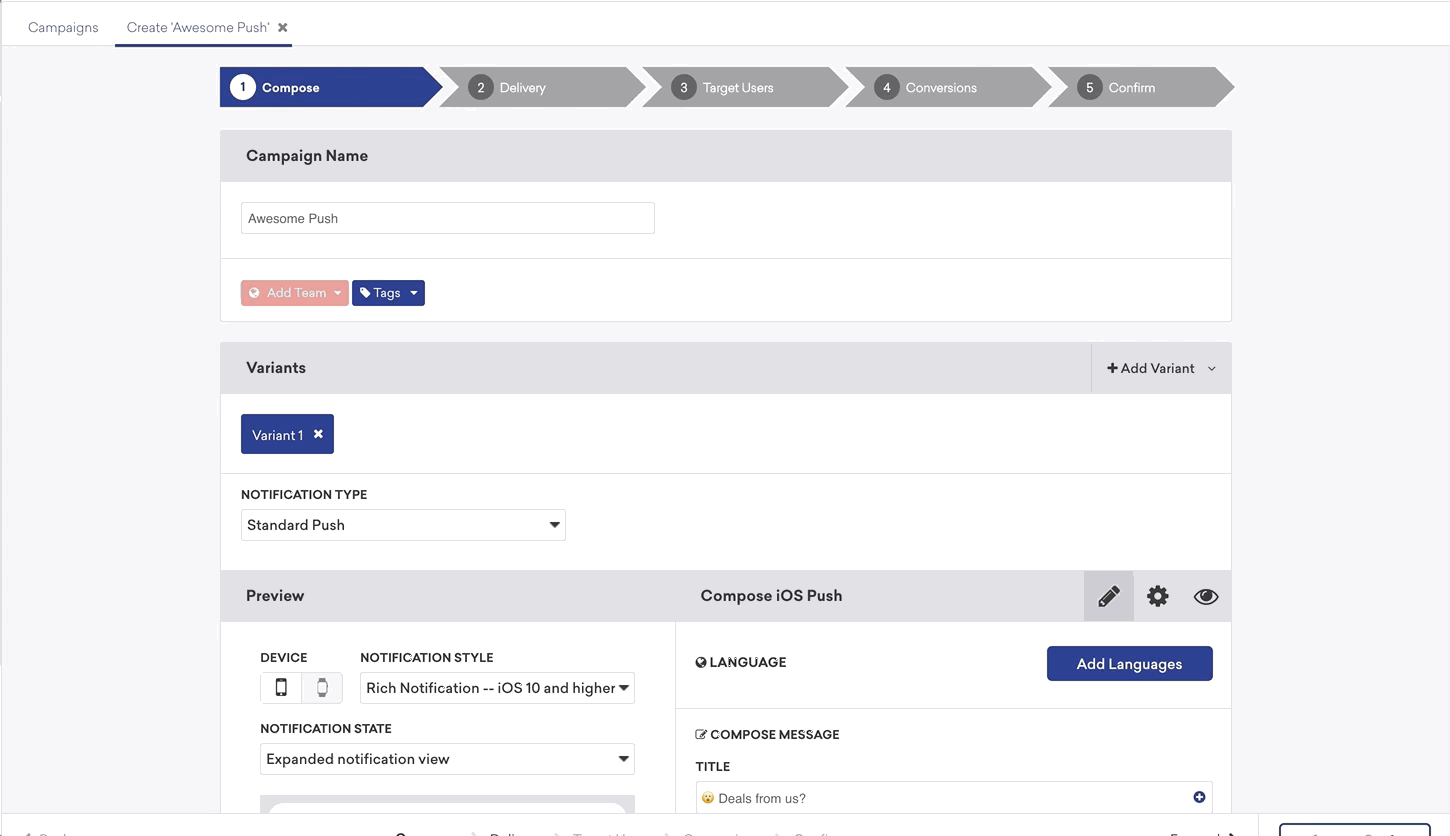 Campaigns Create 'Awesome Push'
1 Compose 2 Delivery 3 Target Users 4 Conversions 5 Confirm
Campaign Name
Awesome Push
Add Team Tags
Variants Add Variant
Variant 1
NOTIFICATION TYPE
Standard Push
Preview Compose iOS Push
DEVICE NOTIFICATION STYLE LANGUAGE Add Languages
Rich Notification -- iOS 10 and higher
NOTIFICATION STATE COMPOSE MESSAGE
Expanded notification view TITLE
😮 Deals from us?